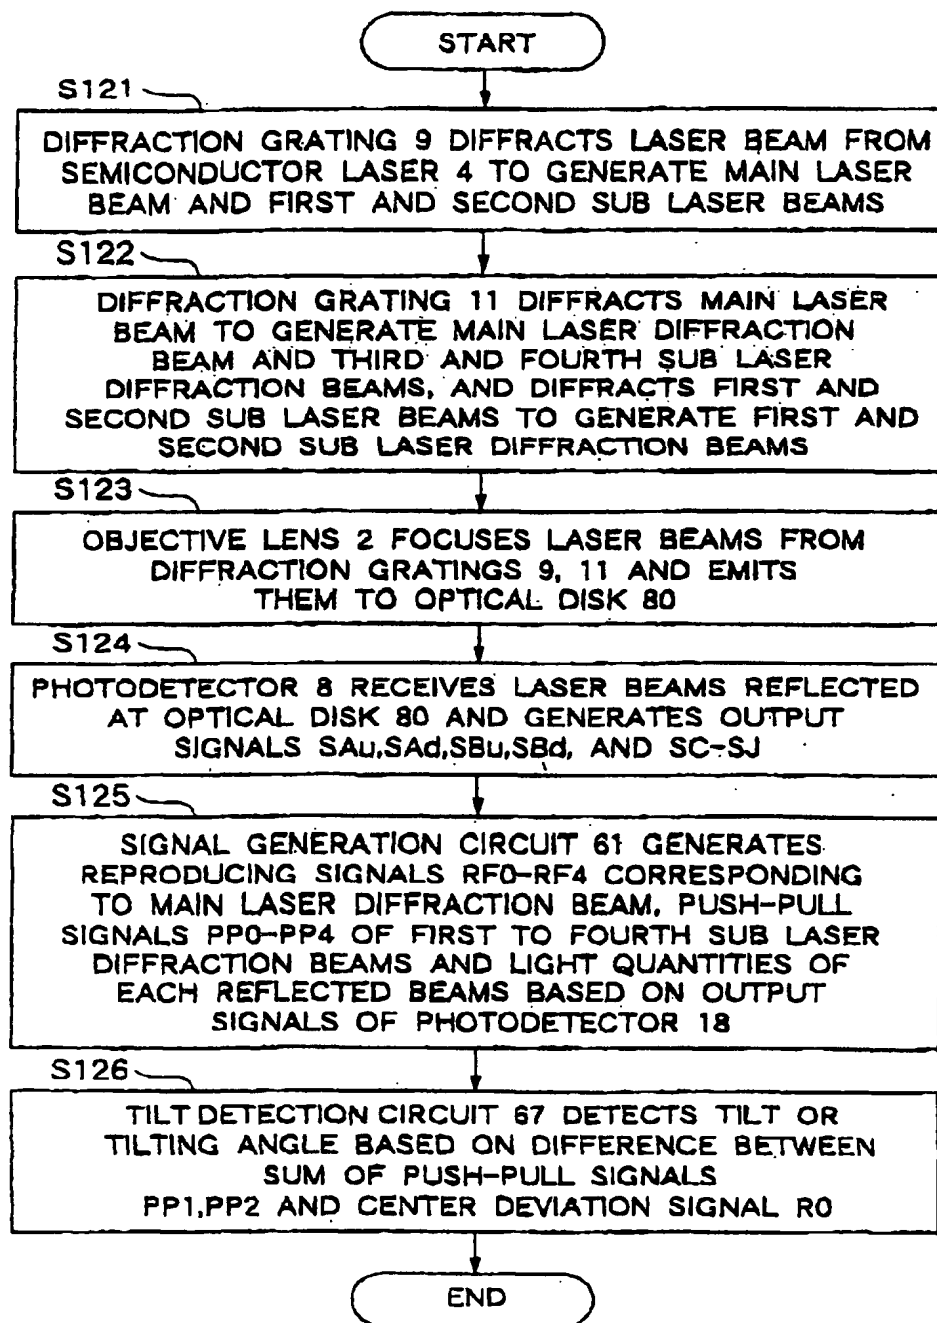 START
S121
DIFFRACTION GRATING 9 DIFFRACTS LASER BEAM FROM
SEMICONDUCTOR LASER 4 TO GENERATE MAIN LASER
BEAM AND FIRST AND SECOND SUB LASER BEAMS
S122
DIFFRACTION GRATING 11 DIFFRACTS MAIN LASER
BEAM TO GENERATE MAIN LASER DIFFRACTION
BEAM AND THIRD AND FOURTH SUB LASER
DIFFRACTION BEAMS, AND DIFFRACTS FIRST AND
SECOND SUB LASER BEAMS TO GENERATE FIRST AND
SECOND SUB LASER DIFFRACTION BEAMS
S123
OBJECTIVE LENS 2 FOCUSES LASER BEAMS FROM
DIFFRACTION GRATINGS 9, 11 AND EMITS
THEM TO OPTICAL DISK 80
S124
PHOTODETECTOR 8 RECEIVES LASER BEAMS REFLECTED
AT OPTICAL DISK 80 AND GENERATES OUTPUT
SIGNALS SAu,SAd,SBu,SBd, AND SC-SJ
S125
SIGNAL GENERATION CIRCUIT 61 GENERATES
REPRODUCING SIGNALS RF0-RF4 CORRESPONDING
TO MAIN LASER DIFFRACTION BEAM, PUSH-PULL
SIGNALS PP0-PP4 OF FIRST TO FOURTH SUB LASER
DIFFRACTION BEAMS AND LIGHT QUANTITIES OF
EACH REFLECTED BEAMS BASED ON OUTPUT
SIGNALS OF PHOTODETECTOR 18
S126
TILT DETECTION CIRCUIT 67 DETECTS TILT OR
TILTING ANGLE BASED ON DIFFERENCE BETWEEN
SUM OF PUSH-PULL SIGNALS
PP1,PP2 AND CENTER DEVIATION SIGNAL R0
END